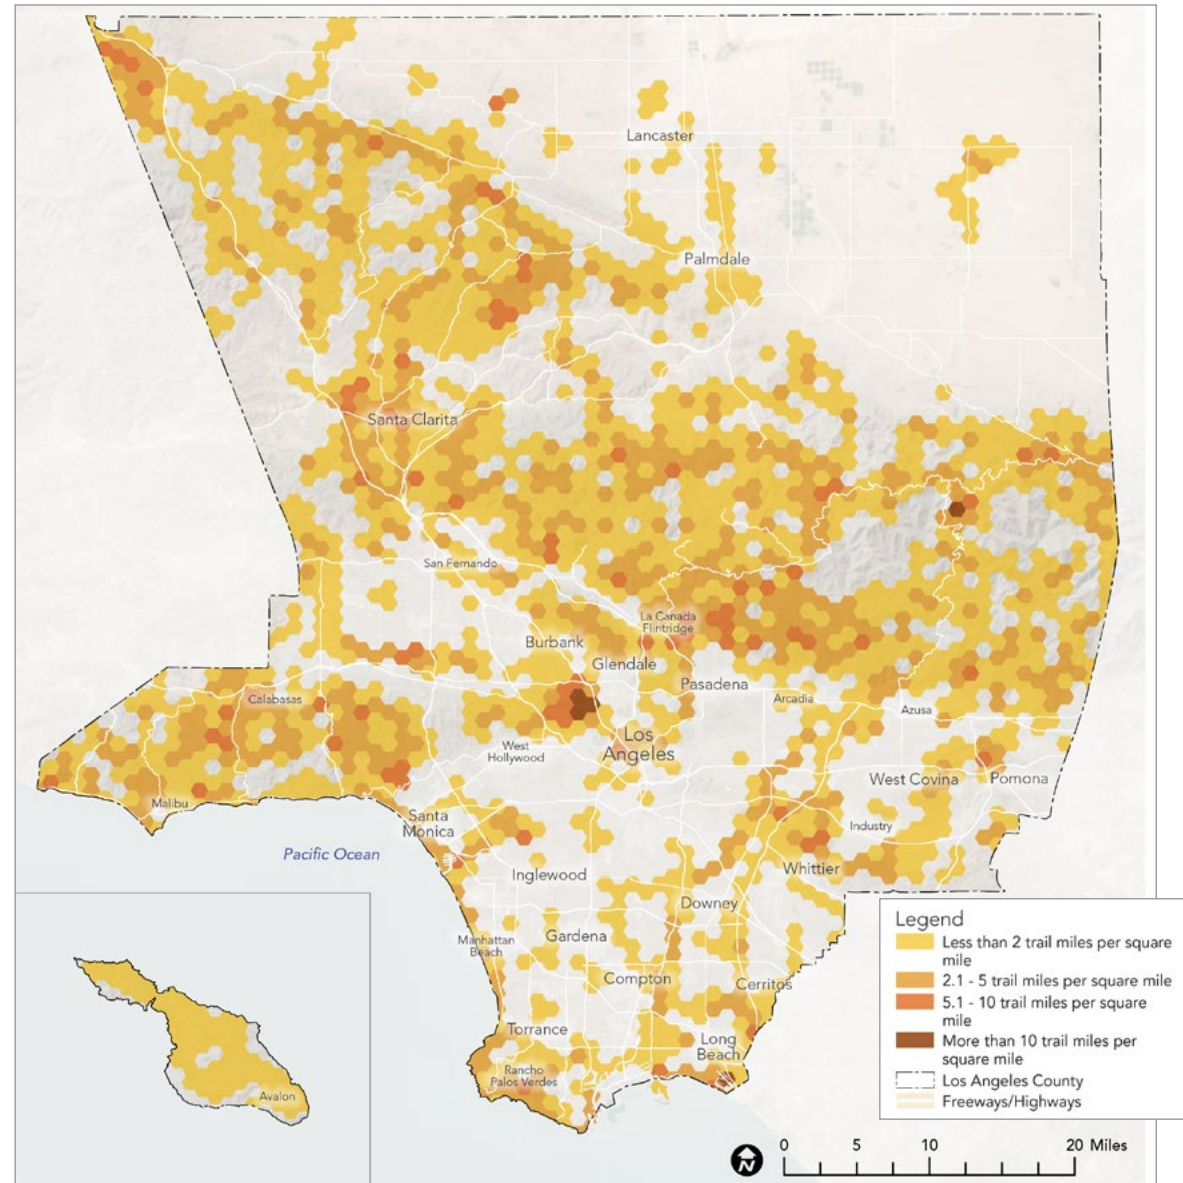 Lancaster
Palmdale
Santa Clarita
San Fernando
La Canada
Flintridge
Burbank
Glendale
Pasadena
Arcadia
Azusa
Calabasas
Los
Angeles
West
Hollywood
West Covina
Pomona
Malibu
Santa
Monica
Industry
Pacific Ocean
Whittier
Inglewood
Downey
Manhattan
Beach
Gardena
Compton
Cerritos
Torrance
Long
Beach
Rancho
Palos Verdes
Avalon
Legend
Less than 2 trail miles per square
mile
2.1 - 5 trail miles per square mile
5.1 - 10 trail miles per square
mile
More than 10 trail miles per
square mile
Los Angeles County
Freeways/Highways
N
0 5 10 20 Miles